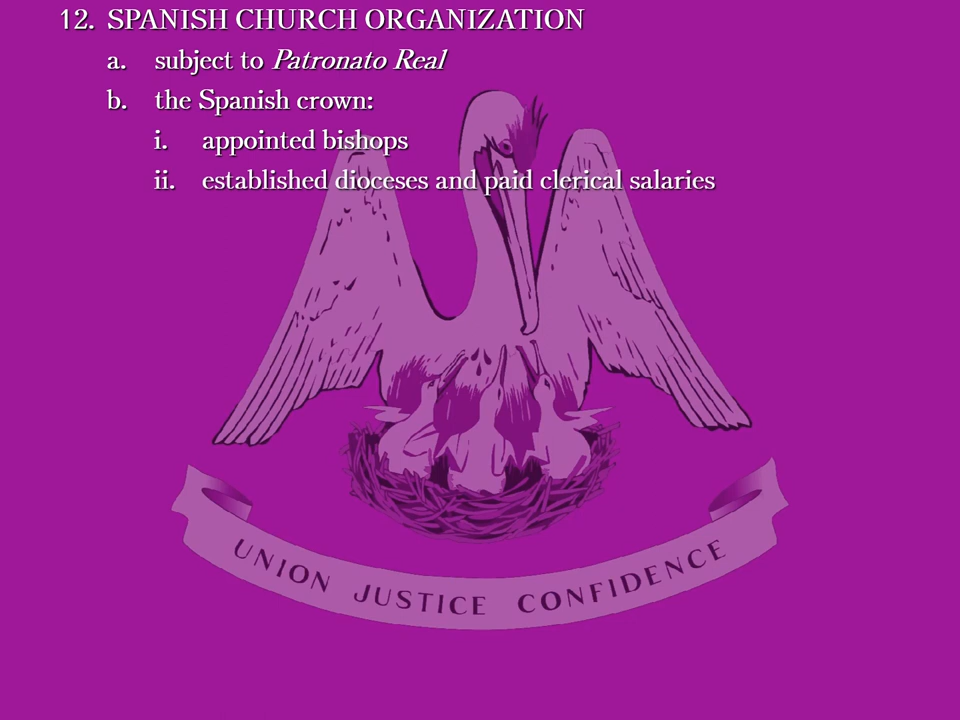 12. SPANISH CHURCH ORGANIZATION
a. subject to Patronato Real
b. the Spanish crown:
i. appointed bishops
ii. established dioceses and paid clerical salaries
UNION JUSTICE CONFIDENCE